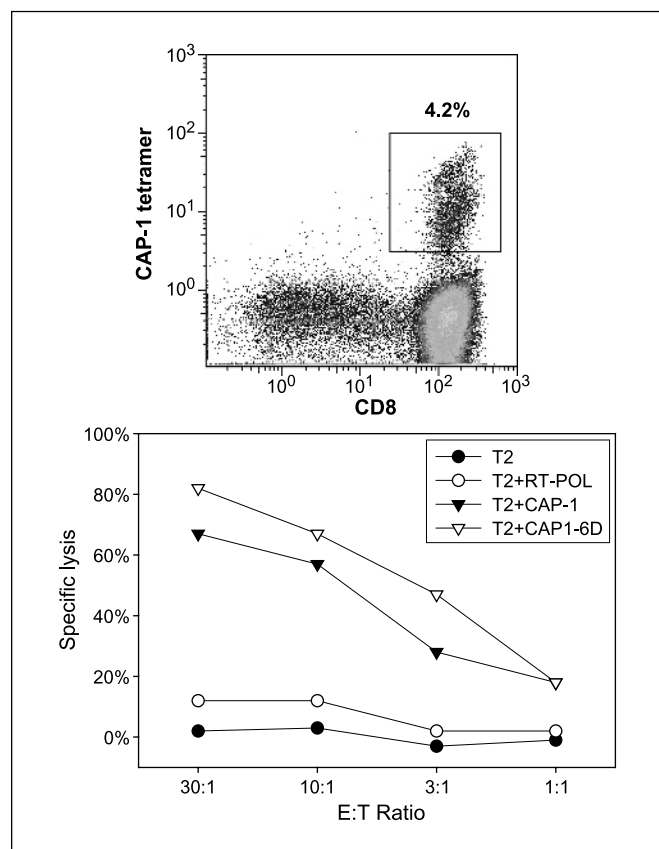 10³
4.2%
10²
CAP-1 tetramer
10¹
10⁰
10⁰ 10¹ 10² 10³
CD8
100%
T2
T2+RT-POL
80%
T2+CAP-1
T2+CAP1-6D
60%
Specific lysis
40%
20%
0%
30:1 10:1 3:1 1:1
E:T Ratio